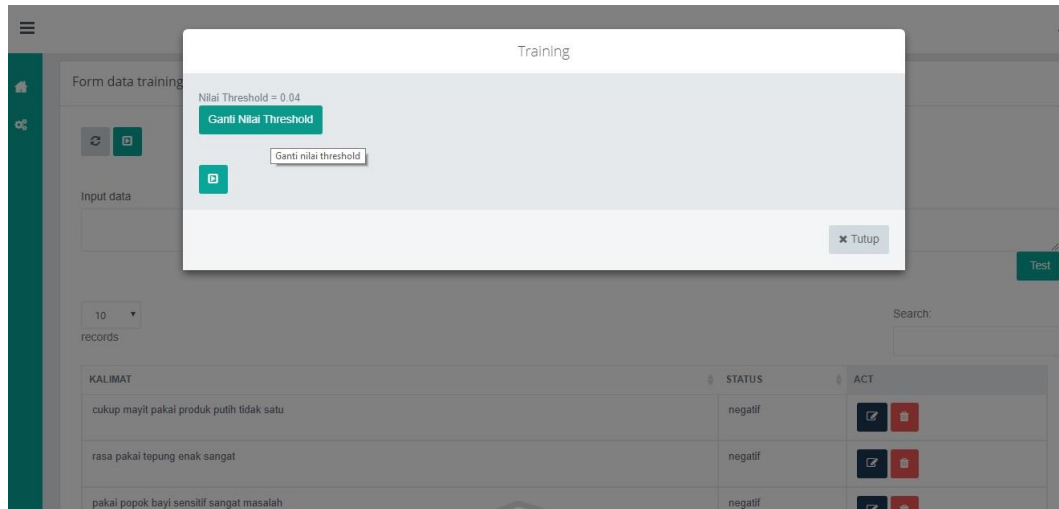 Training
Form data training
Nilai Threshold = 0.04
Ganti Nilai Threshold
Ganti nilai threshold
Input data
Tutup
Test
10
records
Search:
KALIMAT STATUS ACT
cukup mayit pakai produk putih tidak satu negatif
rasa pakai tepung enak sangat negatif
pakai popok bayi sensitif sangat masalah negatif